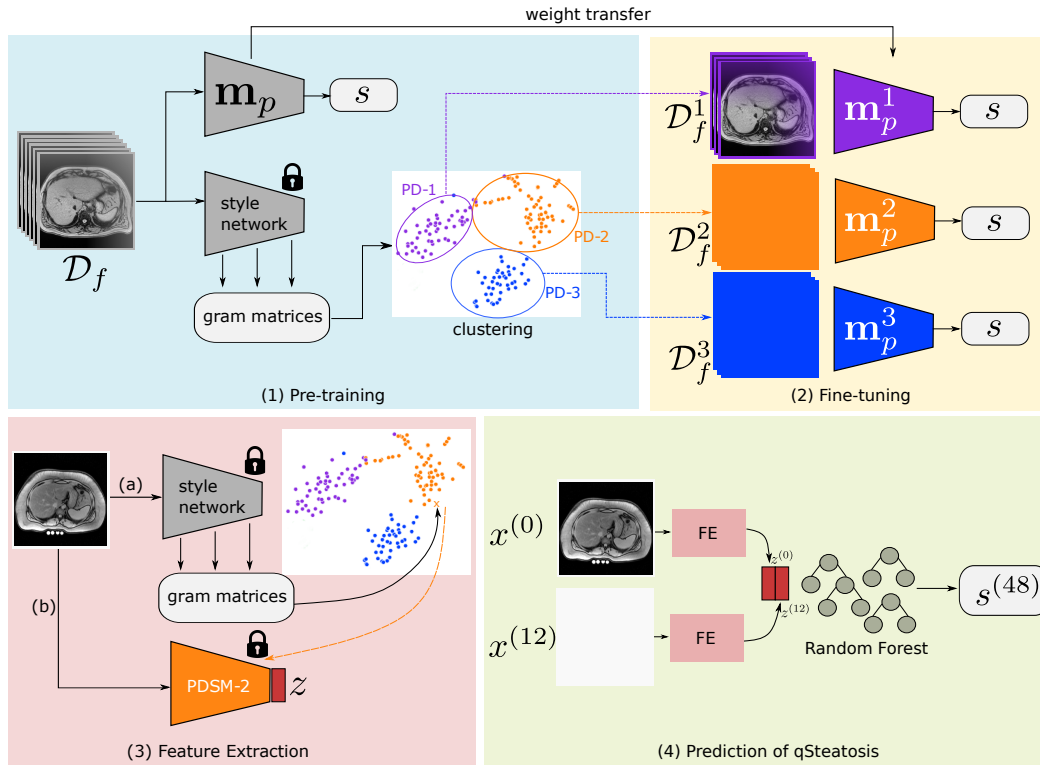 weight transfer
m_p
s
style
network
gram matrices
D_f
PD-1
PD-2
PD-3
clustering
(1) Pre-training
D_f^1
m_p^1
s
D_f^2
m_p^2
s
D_f^3
m_p^3
s
(2) Fine-tuning
(a)
style
network
gram matrices
(b)
x
PDSM-2
z
(3) Feature Extraction
x^(0)
FE
z^(0)
x^(12)
FE
z^(12)
Random Forest
s^(48)
(4) Prediction of qSteatosis